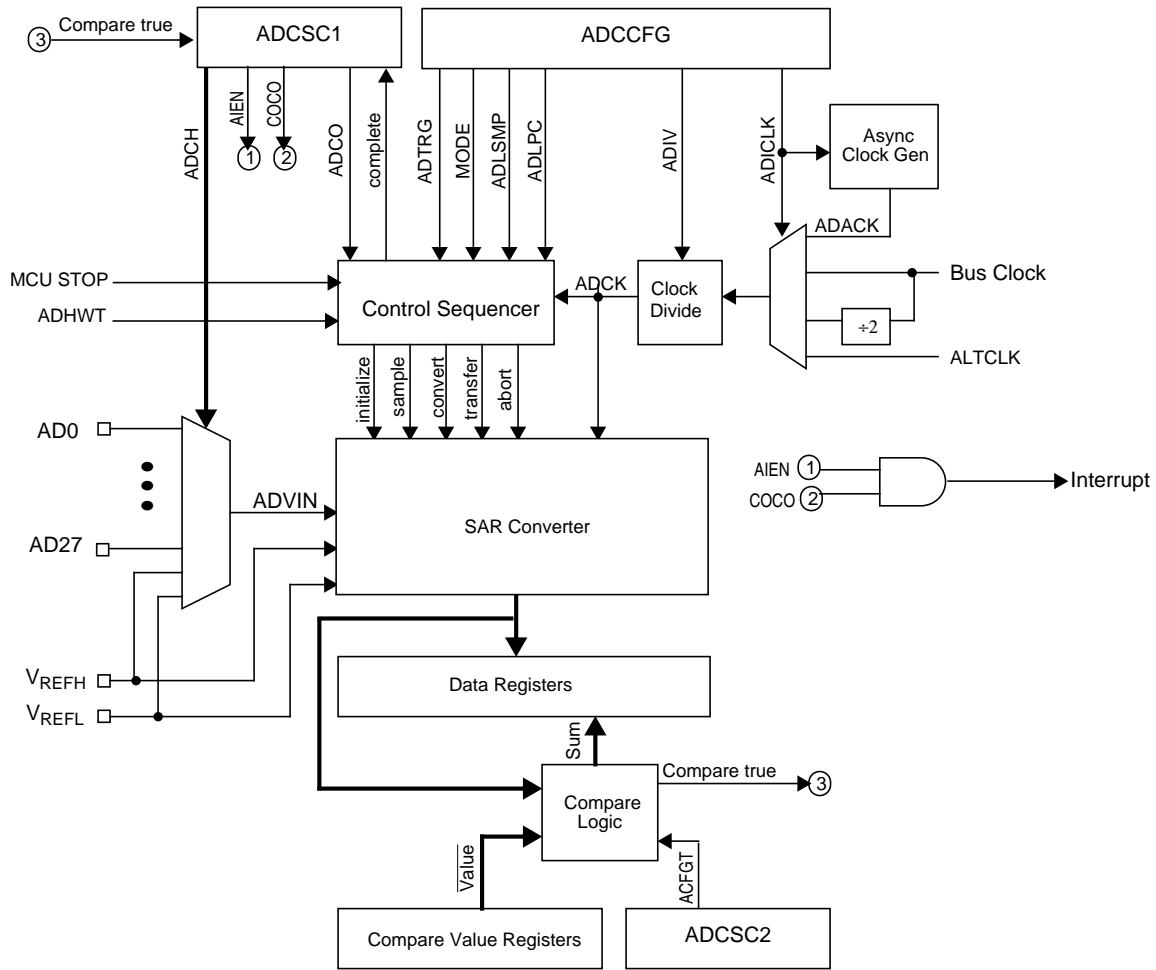 3
Compare true
ADCSC1
ADCCFG
ADCH
AIEN
COCO
1
2
ADCO
complete
ADTRG
MODE
ADLSMP
ADLPC
ADIV
ADICLK
Async
Clock Gen
ADACK
MCU STOP
ADHWT
Control Sequencer
ADCK
Clock
Divide
Bus Clock
÷2
ALTCLK
initialize
sample
convert
transfer
abort
AD0
AD27
ADVIN
SAR Converter
AIEN 1
COCO 2
Interrupt
VREFH
VREFL
Data Registers
Sum
Compare true
3
Compare
Logic
Value
ACFGT
Compare Value Registers
ADCSC2